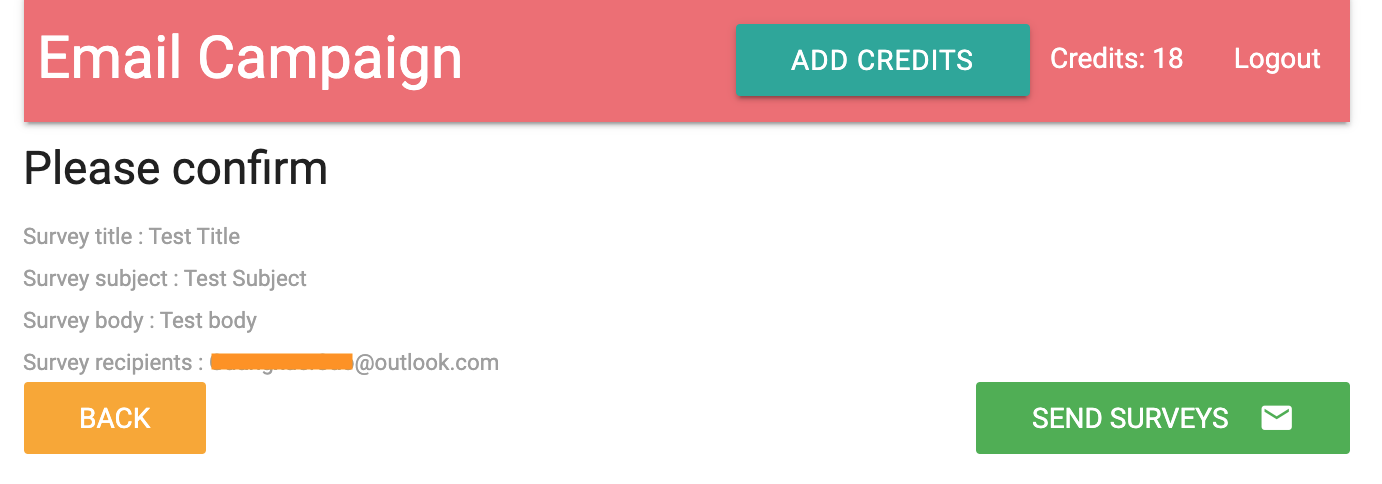 Email Campaign
ADD CREDITS Credits: 18 Logout
Please confirm
Survey title : Test Title
Survey subject : Test Subject
Survey body : Test body
Survey recipients : @outlook.com
BACK SEND SURVEYS